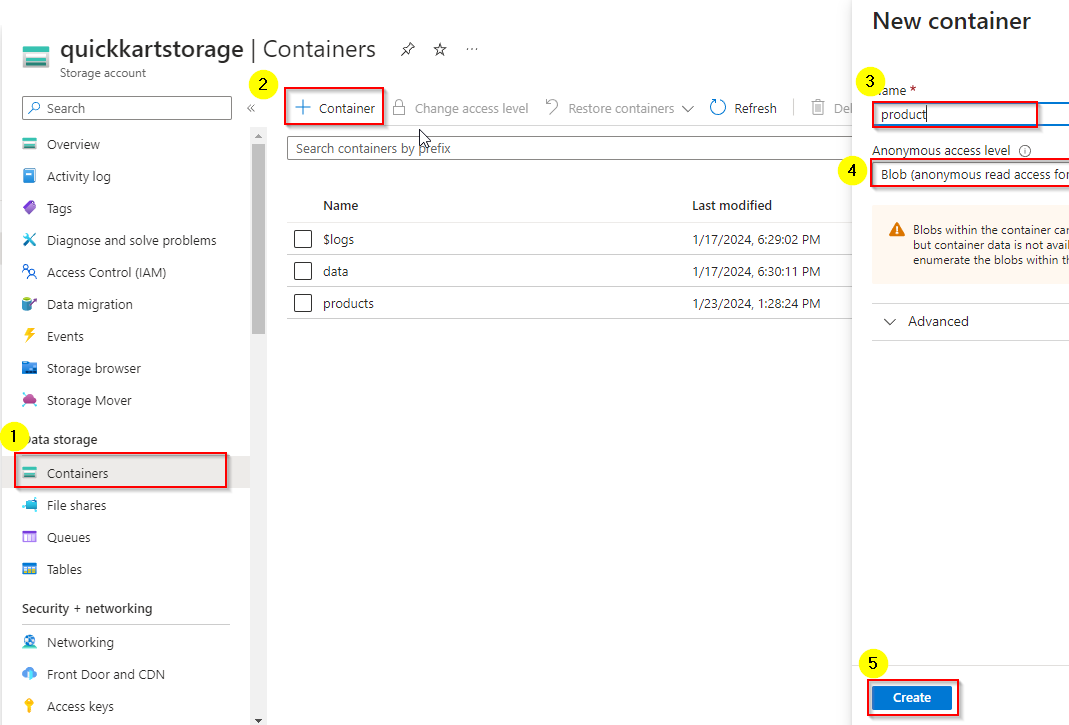 quickkartstorage | Containers
Storage account
Search
Overview
Activity log
Tags
Diagnose and solve problems
Access Control (IAM)
Data migration
Events
Storage browser
Storage Mover
1
ata storage
Containers
File shares
Queues
Tables
Security + networking
Networking
Front Door and CDN
Access keys
2
Container
Change access level
Restore containers
Refresh
Del
Search containers by prefix
Name Last modified
$logs 1/17/2024, 6:29:02 PM
data 1/17/2024, 6:30:11 PM
products 1/23/2024, 1:28:24 PM
New container
3
ame *
product
Anonymous access level
4
Blob (anonymous read access for
Blobs within the container can
but container data is not avail
enumerate the blobs within th
Advanced
5
Create